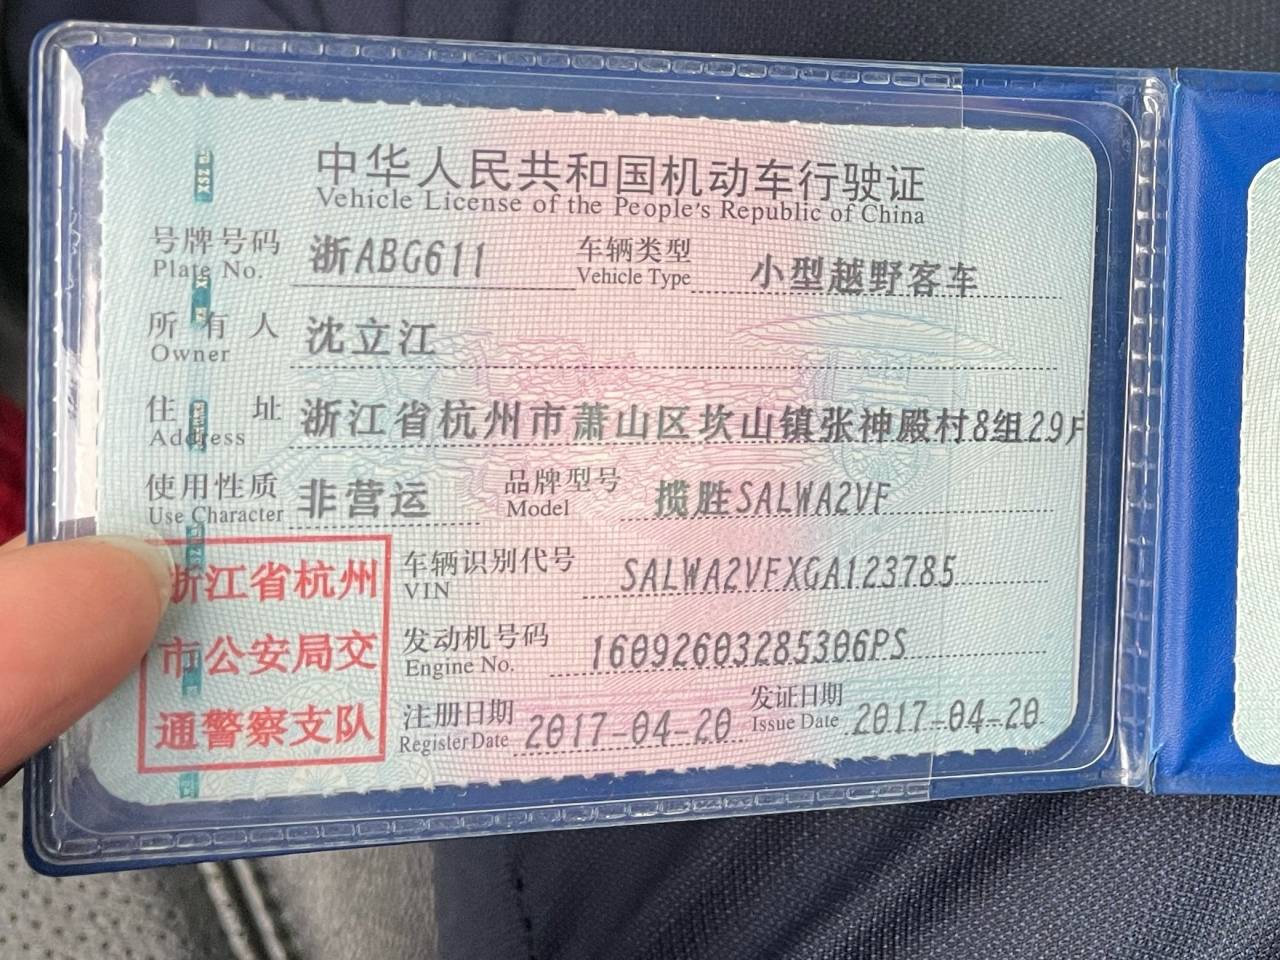 中华人民共和国机动车行驶证
Vehicle License of the People's Republic of China
号牌号码 浙ABG611 车辆类型 小型越野客车
Plate No. Vehicle Type
所有人 沈立江
Owner
住址 浙江省杭州市萧山区坎山镇张神殿村8组29户
Address
使用性质 非营运 品牌型号 揽胜SALWA2VF
Use Character Model
浙江省杭州
市公安局交
通警察支队
车辆识别代号 SALWA2VFXGA123785
VIN
发动机号码 16092603285306PS
Engine No.
注册日期 2017-04-20 发证日期 2017-04-20
Register Date Issue Date